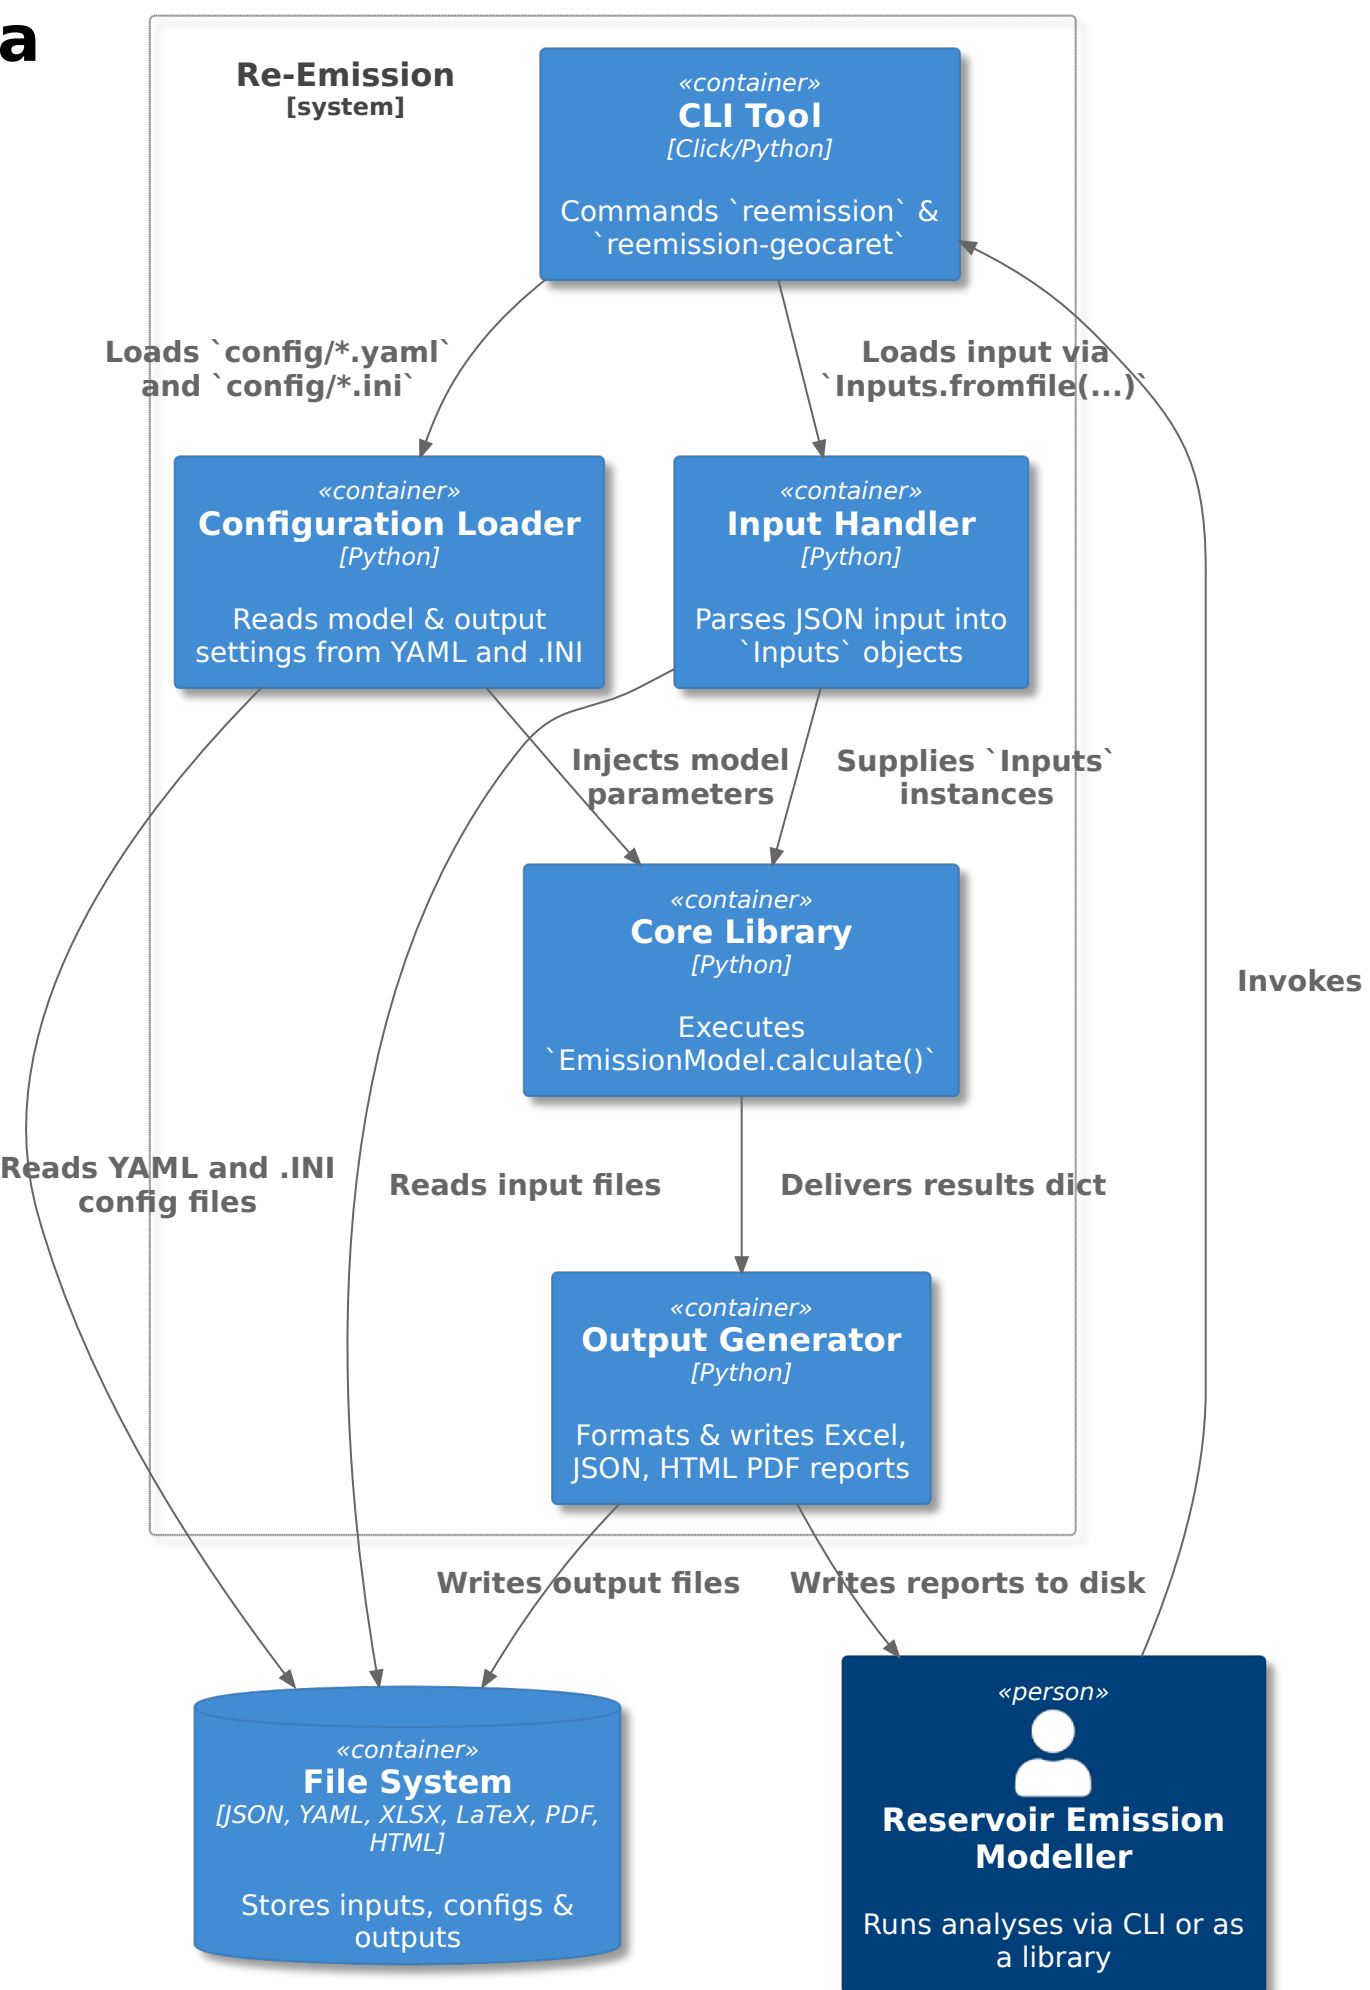 a
Re-Emission
[system]
«container»
CLI Tool
[Click/Python]
Commands `reemission` &
`reemission-geocaret`
Loads `config/*.yaml`
and `config/*.ini`
Loads input via
`Inputs.fromfile(...)`
«container»
Configuration Loader
[Python]
Reads model & output
settings from YAML and .INI
«container»
Input Handler
[Python]
Parses JSON input into
`Inputs` objects
Injects model
parameters
Supplies `Inputs`
instances
«container»
Core Library
[Python]
Executes
`EmissionModel.calculate()`
Invokes
Reads YAML and .INI
config files
Reads input files
Delivers results dict
«container»
Output Generator
[Python]
Formats & writes Excel,
JSON, HTML PDF reports
Writes output files
Writes reports to disk
«container»
File System
[JSON, YAML, XLSX, LaTeX, PDF,
HTML]
Stores inputs, configs &
outputs
«person»
Reservoir Emission
Modeller
Runs analyses via CLI or as
a library